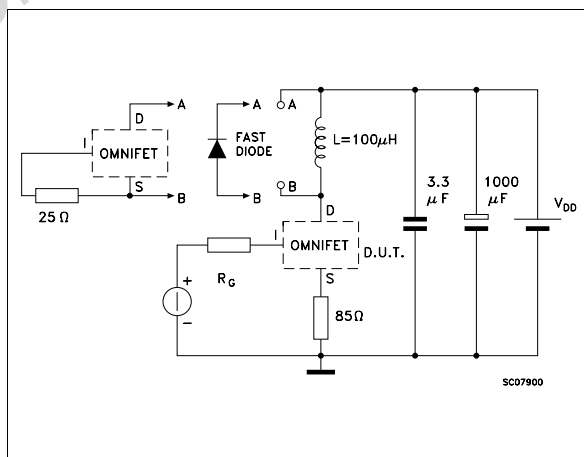 A
D
I
OMNIFET
S
B
25 Ω
A
FAST
DIODE
B
A
L=100μH
B
D
I
OMNIFET
D.U.T.
S
RG
+
-
85Ω
3.3
μF
1000
μF
VDD
SC07900